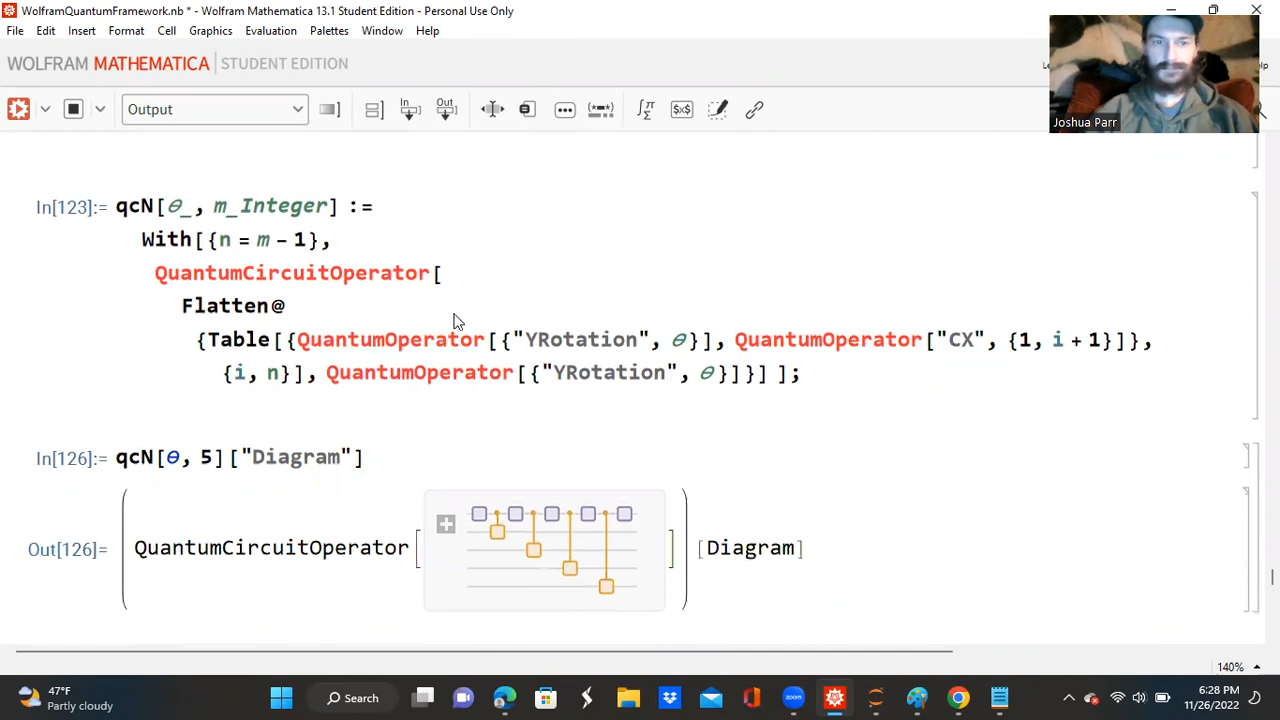 WolframQuantumFramework.nb * - Wolfram Mathematica 13.1 Student Edition - Personal Use Only
File Edit Insert Format Cell Graphics Evaluation Palettes Window Help
WOLFRAM MATHEMATICA | STUDENT EDITION
Output In Out $x$
Joshua Parr
In[123]:= qcN[θ_, m_Integer] :=
With[{n = m - 1},
QuantumCircuitOperator[
Flatten@
{Table[{QuantumOperator[{"YRotation", θ}], QuantumOperator["CX", {1, i + 1}]},
{i, n}], QuantumOperator[{"YRotation", θ}]}] ];
In[126]:= qcN[θ, 5]["Diagram"]
Out[126]= ( QuantumCircuitOperator[ ] ) [Diagram]
140%
47°F
Partly cloudy
Search
zoom
6:28 PM
11/26/2022